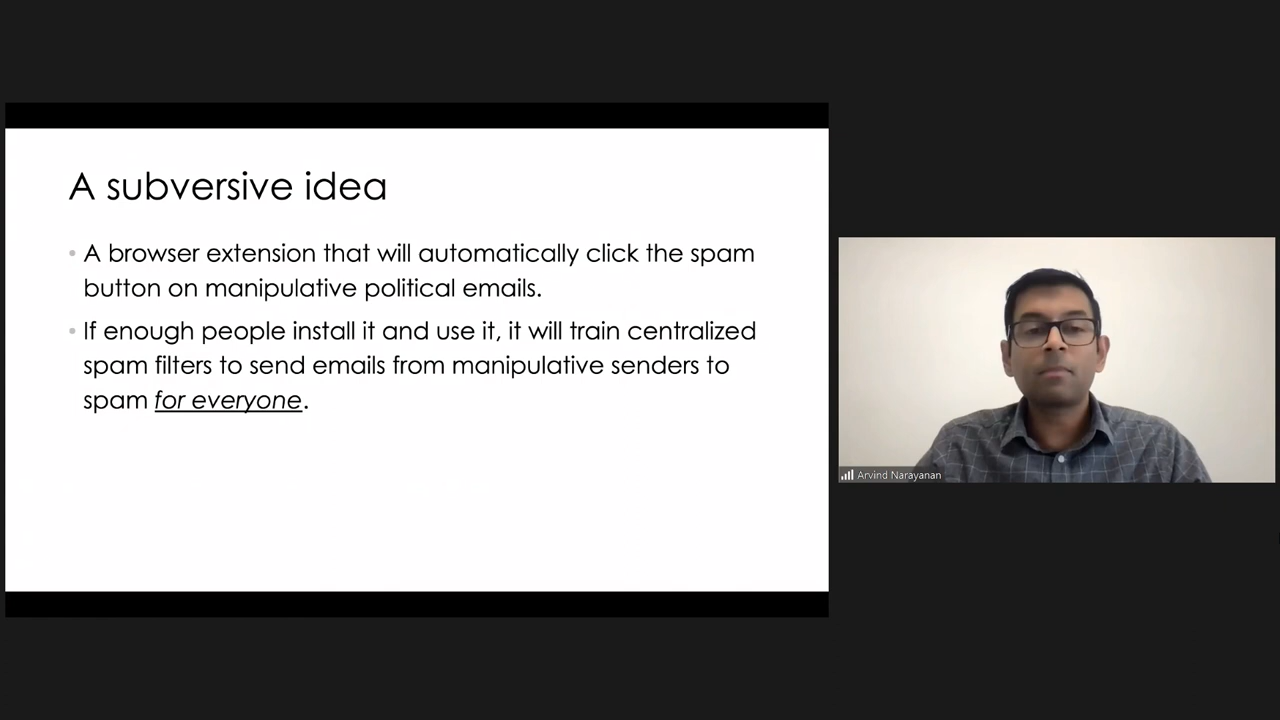 A subversive idea
• A browser extension that will automatically click the spam
button on manipulative political emails.
• If enough people install it and use it, it will train centralized
spam filters to send emails from manipulative senders to
spam for everyone.
Arvind Narayanan